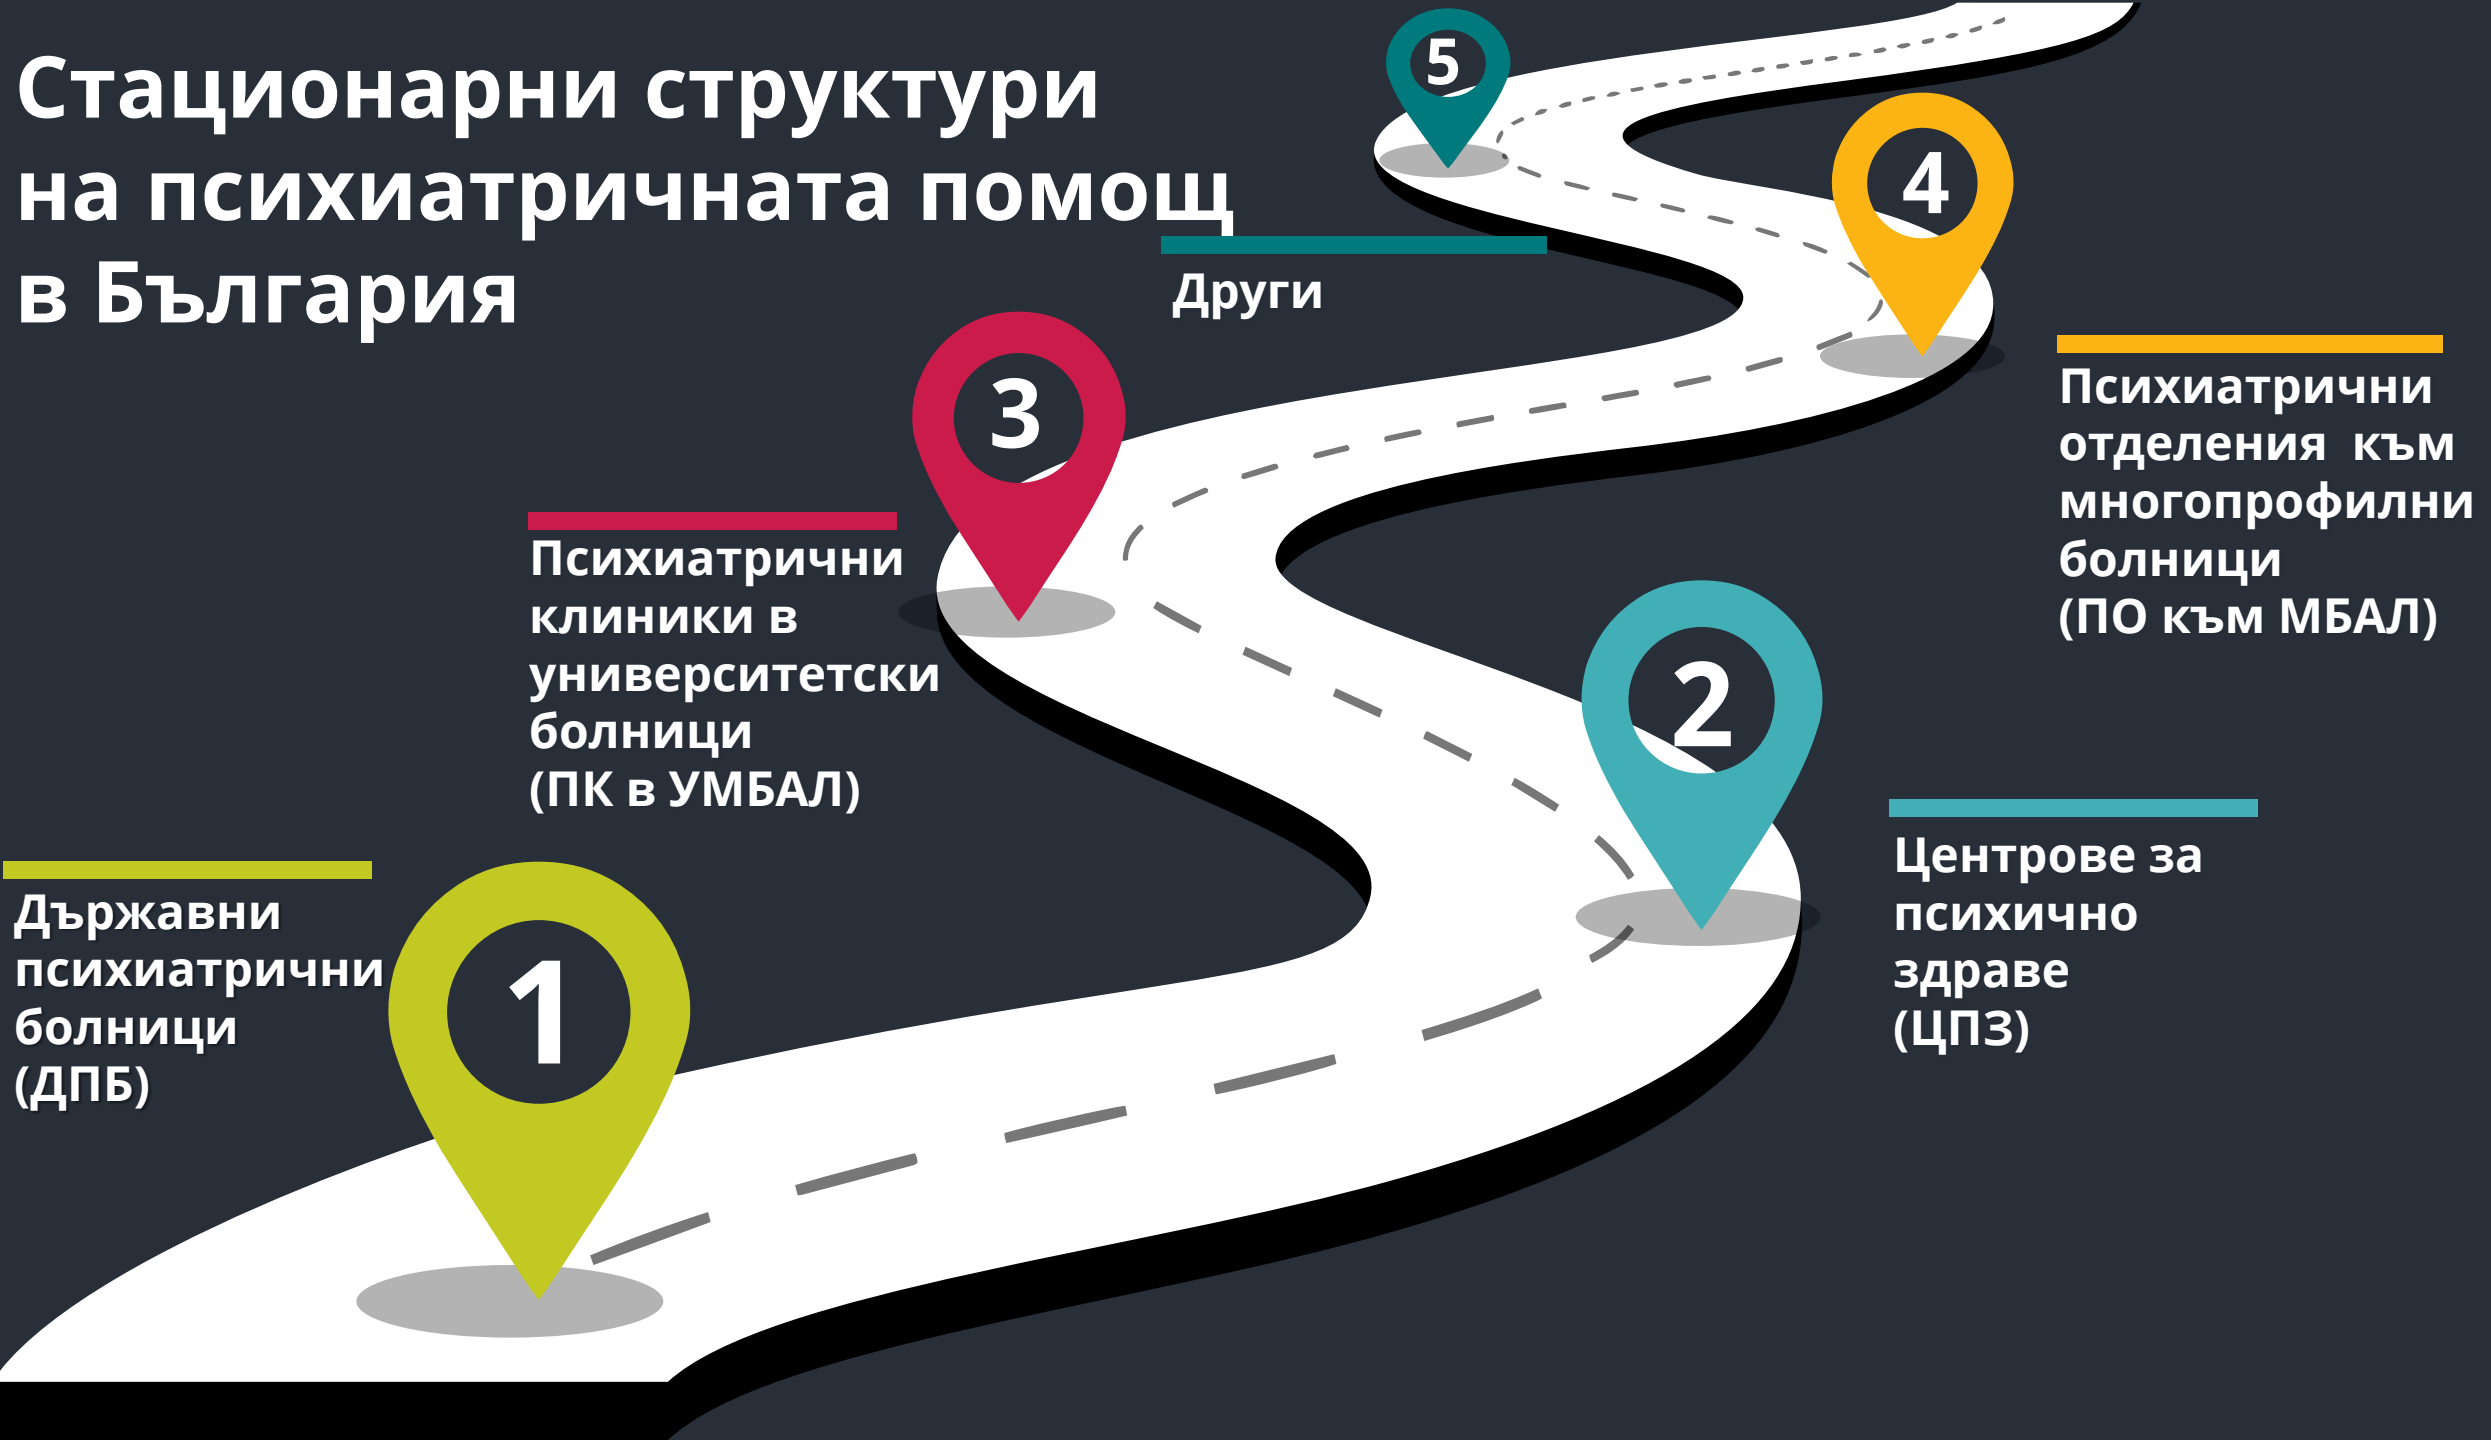 Стационарни структури
на психиатричната помощ
в България
5
Други
4
Психиатрични
отделения  към
многопрофилни
болници
(ПО към МБАЛ)
3
Психиатрични
клиники в
университетски
болници
(ПК в УМБАЛ)
2
Центрове за
психично
здраве
(ЦПЗ)
1
Държавни
психиатрични
болници
(ДПБ)